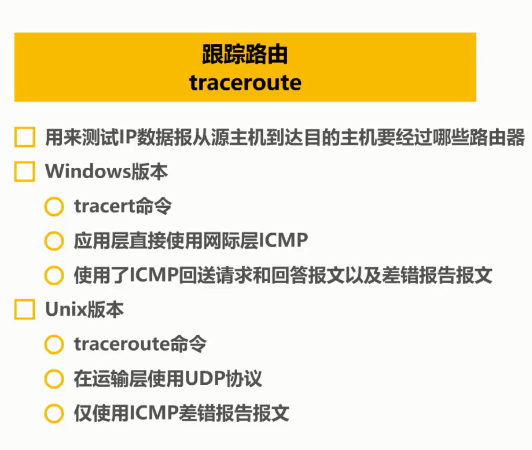 跟踪路由
traceroute
用来测试IP数据报从源主机到达目的主机要经过哪些路由器
Windows版本
tracert命令
应用层直接使用网际层ICMP
使用了ICMP回送请求和回答报文以及差错报告报文
Unix版本
traceroute命令
在运输层使用UDP协议
仅使用ICMP差错报告报文